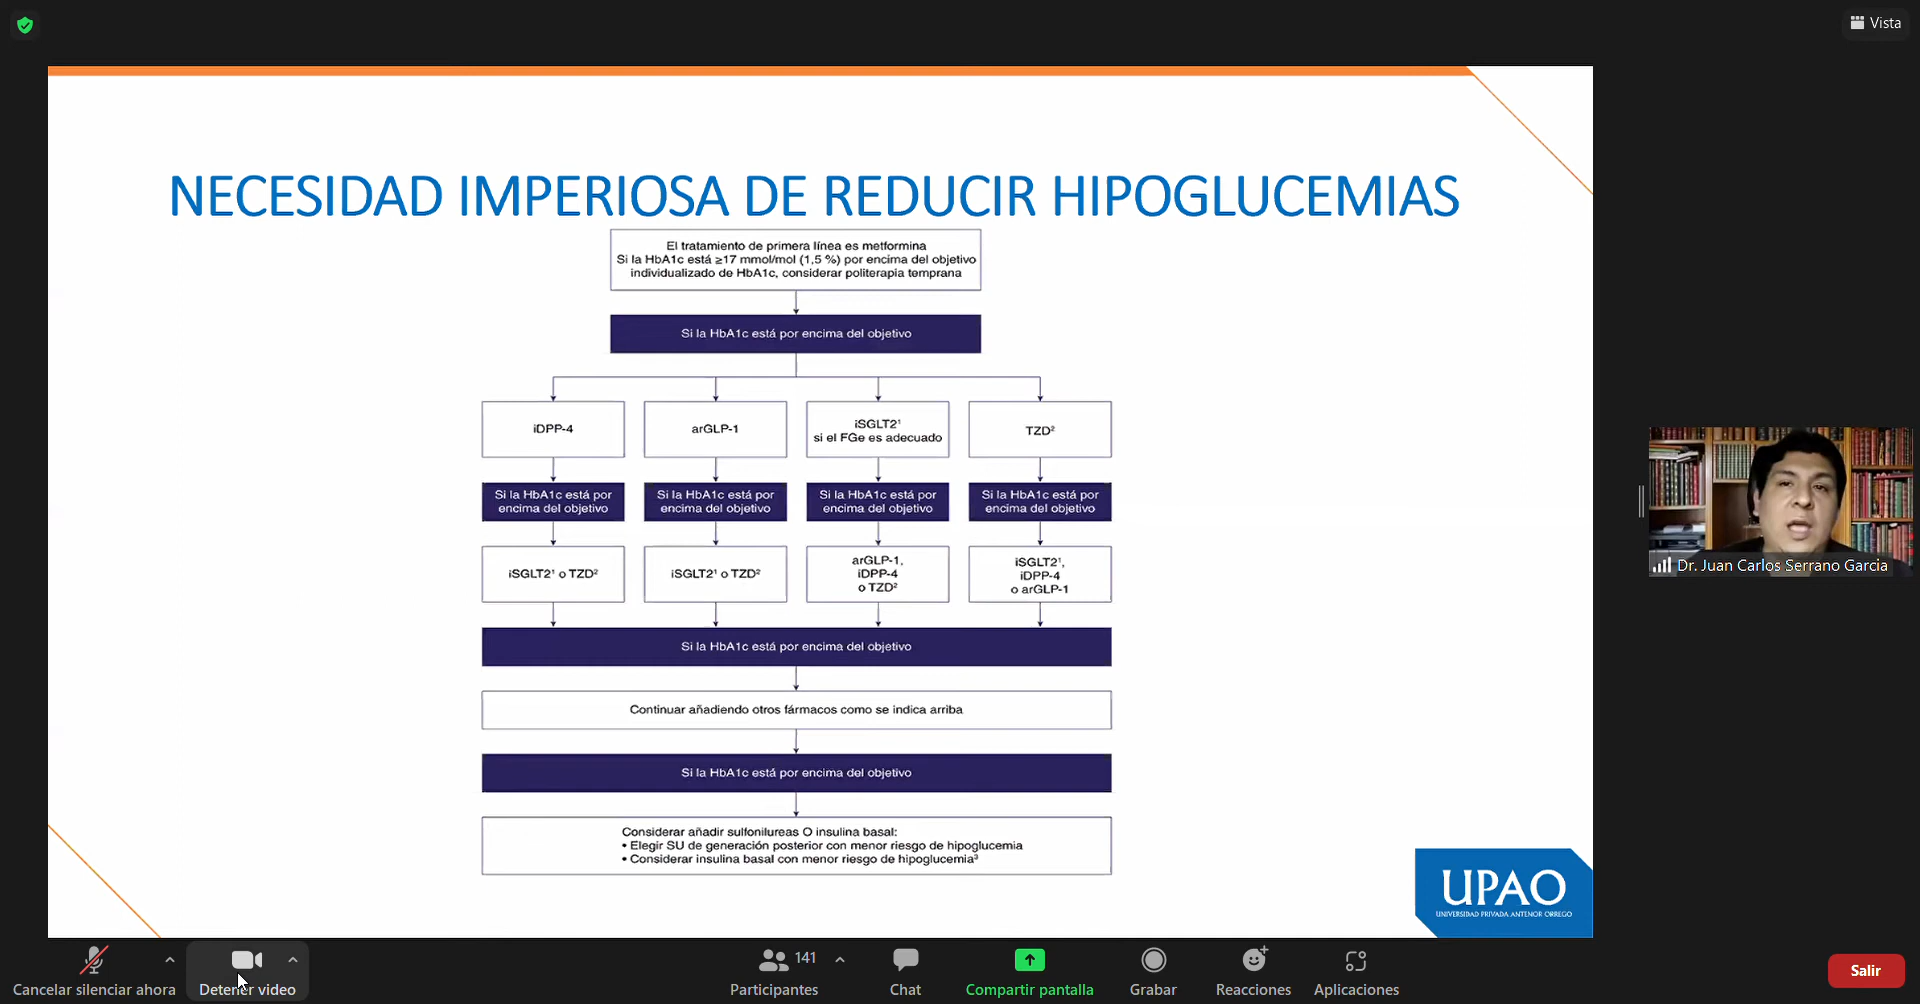 Vista
NECESIDAD IMPERIOSA DE REDUCIR HIPOGLUCEMIAS
El tratamiento de primera línea es metformina
Si la HbA1c está ≥17 mmol/mol (1,5 %) por encima del objetivo
individualizado de HbA1c, considerar politerapia temprana
Si la HbA1c está por encima del objetivo
iDPP-4
arGLP-1
iSGLT2¹
si el FGe es adecuado
TZD²
Si la HbA1c está por
encima del objetivo
Si la HbA1c está por
encima del objetivo
Si la HbA1c está por
encima del objetivo
Si la HbA1c está por
encima del objetivo
iSGLT2¹ o TZD²
iSGLT2¹ o TZD²
arGLP-1,
iDPP-4
o TZD²
iSGLT2¹,
iDPP-4
o arGLP-1
Si la HbA1c está por encima del objetivo
Continuar añadiendo otros fármacos como se indica arriba
Si la HbA1c está por encima del objetivo
Considerar añadir sulfonilureas O insulina basal:
• Elegir SU de generación posterior con menor riesgo de hipoglucemia
• Considerar insulina basal con menor riesgo de hipoglucemia³
UPAO
UNIVERSIDAD PRIVADA ANTENOR ORREGO
Dr. Juan Carlos Serrano Garcia
Cancelar silenciar ahora
Detener video
141
Participantes
Chat
Compartir pantalla
Grabar
Reacciones
Aplicaciones
Salir